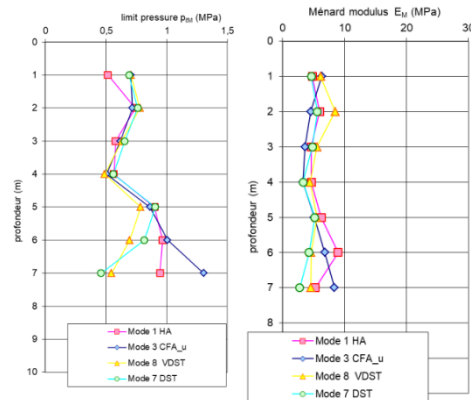 limit pressure pₗₘ (MPa)
0 0,5 1 1,5
profondeur (m)
0
1
2
3
4
5
6
7
8
9
10
Mode 1 HA
Mode 3 CFA_u
Mode 8 VDST
Mode 7 DST
Ménard modulus E_M (MPa)
0 10 20 30
profondeur (m)
0
1
2
3
4
5
6
7
8
Mode 1 HA
Mode 3 CFA_u
Mode 8 VDST
Mode 7 DST